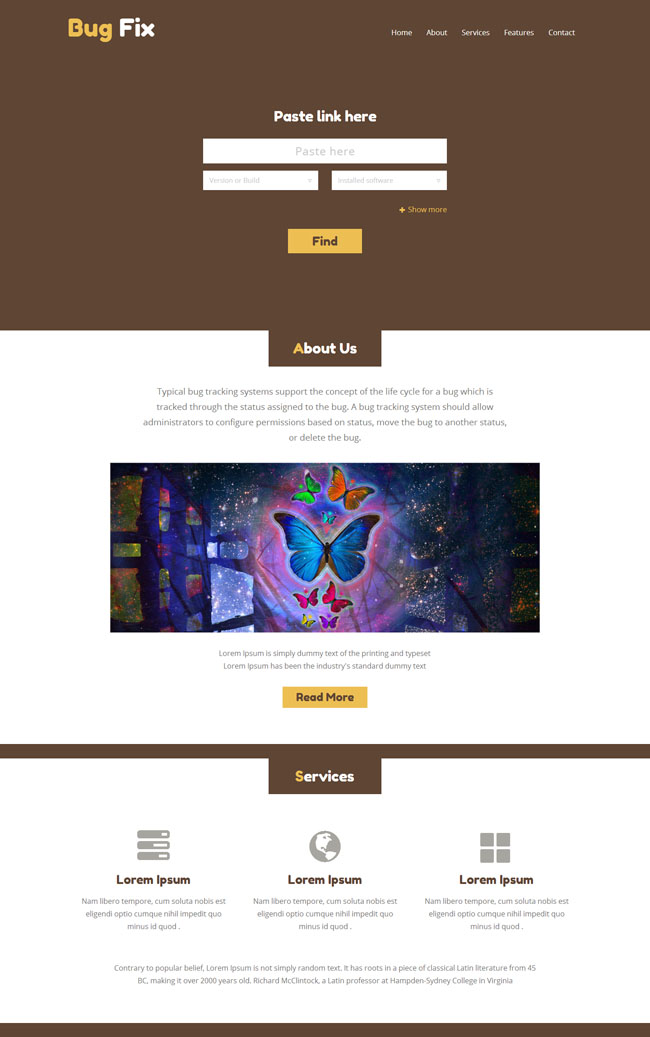 Bug Fix
Home About Services Features Contact
Paste link here
Paste here
Version or Build Installed software
+ Show more
Find
About Us
Typical bug tracking systems support the concept of the life cycle for a bug which is
tracked through the status assigned to the bug. A bug tracking system should allow
administrators to configure permissions based on status, move the bug to another status,
or delete the bug.
Lorem Ipsum is simply dummy text of the printing and typeset
Lorem Ipsum has been the industry's standard dummy text
Read More
Services
Lorem Ipsum Lorem Ipsum Lorem Ipsum
Nam libero tempore, cum soluta nobis est Nam libero tempore, cum soluta nobis est Nam libero tempore, cum soluta nobis est
eligendi optio cumque nihil impedit quo eligendi optio cumque nihil impedit quo eligendi optio cumque nihil impedit quo
minus id quod . minus id quod . minus id quod .
Contrary to popular belief, Lorem Ipsum is not simply random text. It has roots in a piece of classical Latin literature from 45
BC, making it over 2000 years old. Richard McClintock, a Latin professor at Hampden-Sydney College in Virginia